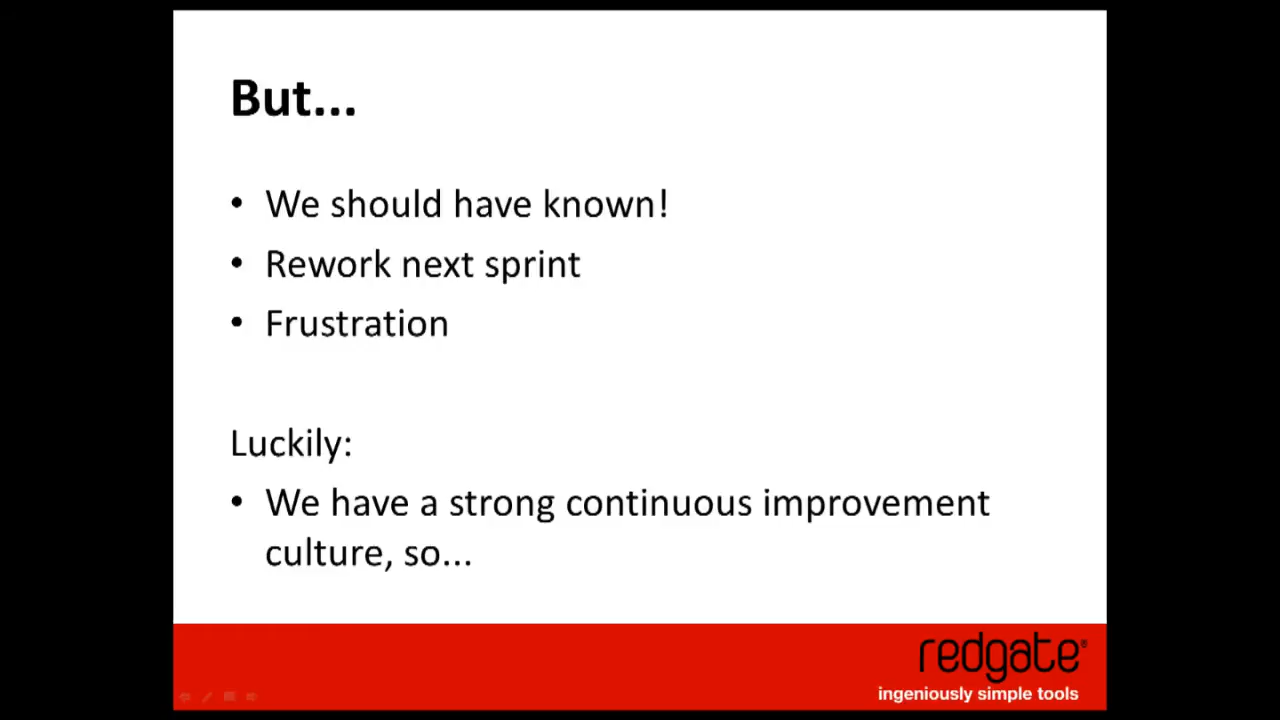 But...
• We should have known!
• Rework next sprint
• Frustration
Luckily:
• We have a strong continuous improvement
culture, so...
redgate®
ingeniously simple tools